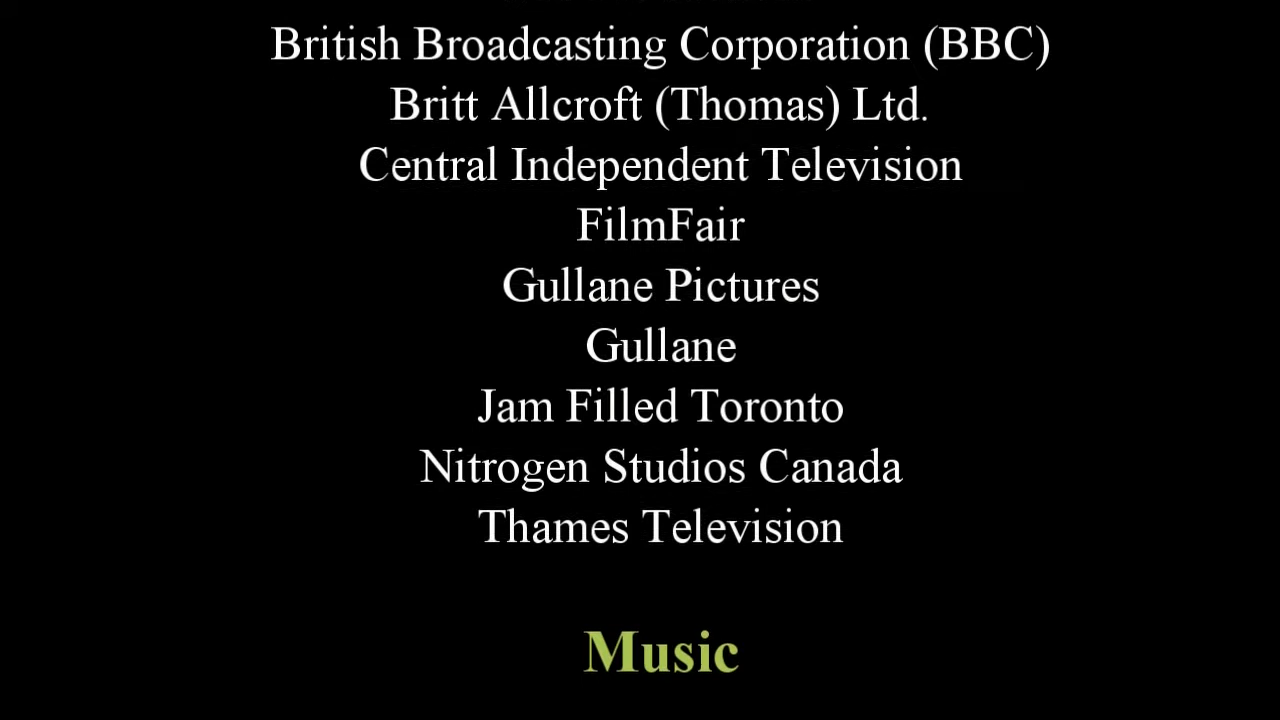 British Broadcasting Corporation (BBC)
Britt Allcroft (Thomas) Ltd.
Central Independent Television
FilmFair
Gullane Pictures
Gullane
Jam Filled Toronto
Nitrogen Studios Canada
Thames Television
Music